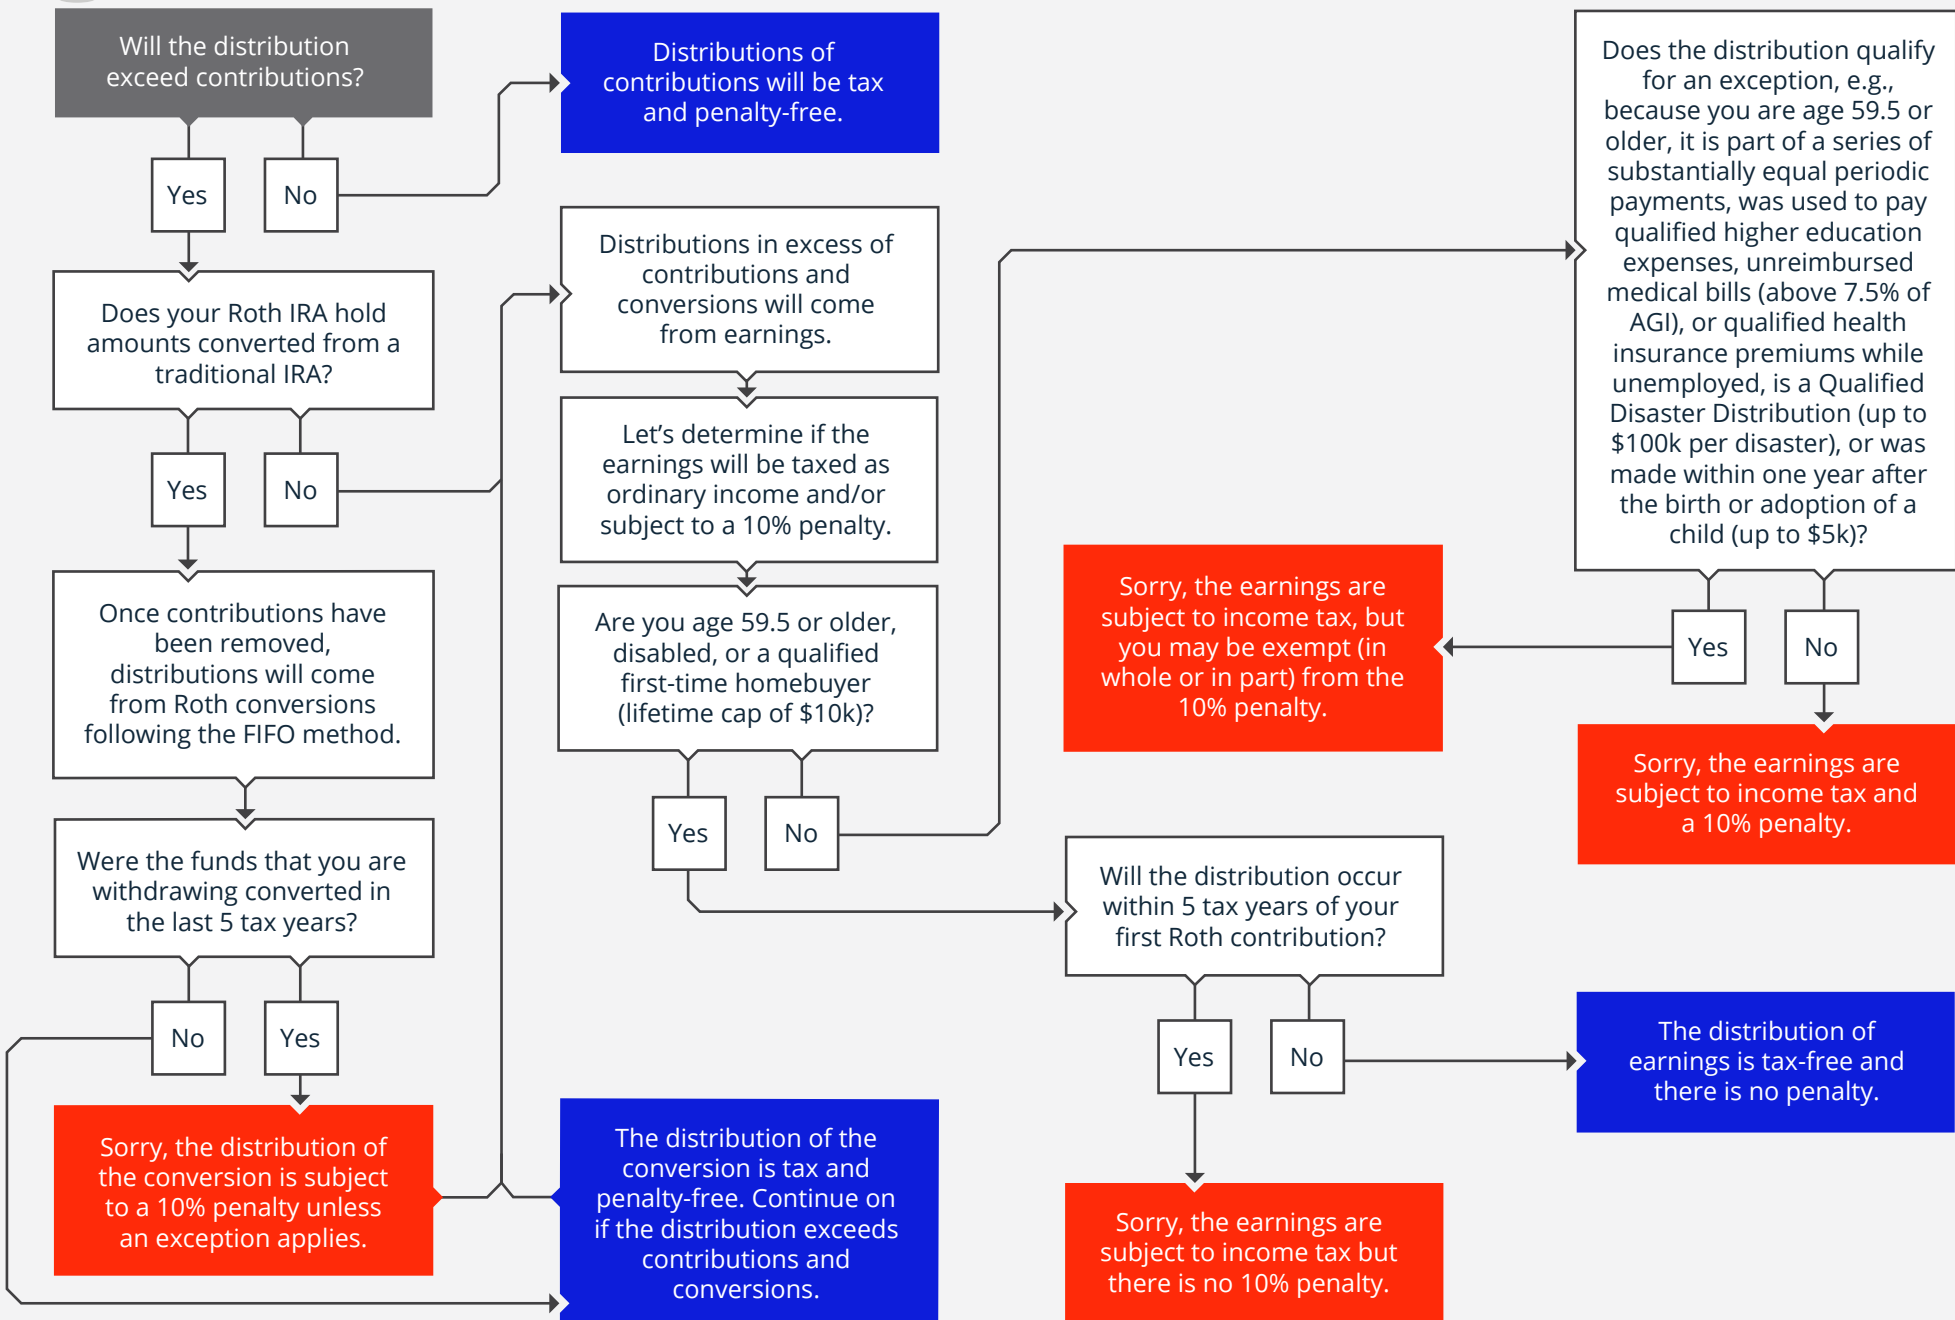 Will the distribution
exceed contributions?
Yes
No
Distributions of
contributions will be tax
and penalty-free.
Does your Roth IRA hold
amounts converted from a
traditional IRA?
Yes
No
Once contributions have
been removed,
distributions will come
from Roth conversions
following the FIFO method.
Were the funds that you are
withdrawing converted in
the last 5 tax years?
No
Yes
Sorry, the distribution of
the conversion is subject
to a 10% penalty unless
an exception applies.
The distribution of the
conversion is tax and
penalty-free. Continue on
if the distribution exceeds
contributions and
conversions.
Distributions in excess of
contributions and
conversions will come
from earnings.
Let’s determine if the
earnings will be taxed as
ordinary income and/or
subject to a 10% penalty.
Are you age 59.5 or older,
disabled, or a qualified
first-time homebuyer
(lifetime cap of $10k)?
Yes
No
Will the distribution occur
within 5 tax years of your
first Roth contribution?
Yes
No
Sorry, the earnings are
subject to income tax but
there is no 10% penalty.
The distribution of
earnings is tax-free and
there is no penalty.
Does the distribution qualify
for an exception, e.g.,
because you are age 59.5 or
older, it is part of a series of
substantially equal periodic
payments, was used to pay
qualified higher education
expenses, unreimbursed
medical bills (above 7.5% of
AGI), or qualified health
insurance premiums while
unemployed, is a Qualified
Disaster Distribution (up to
$100k per disaster), or was
made within one year after
the birth or adoption of a
child (up to $5k)?
Yes
No
Sorry, the earnings are
subject to income tax, but
you may be exempt (in
whole or in part) from the
10% penalty.
Sorry, the earnings are
subject to income tax and
a 10% penalty.